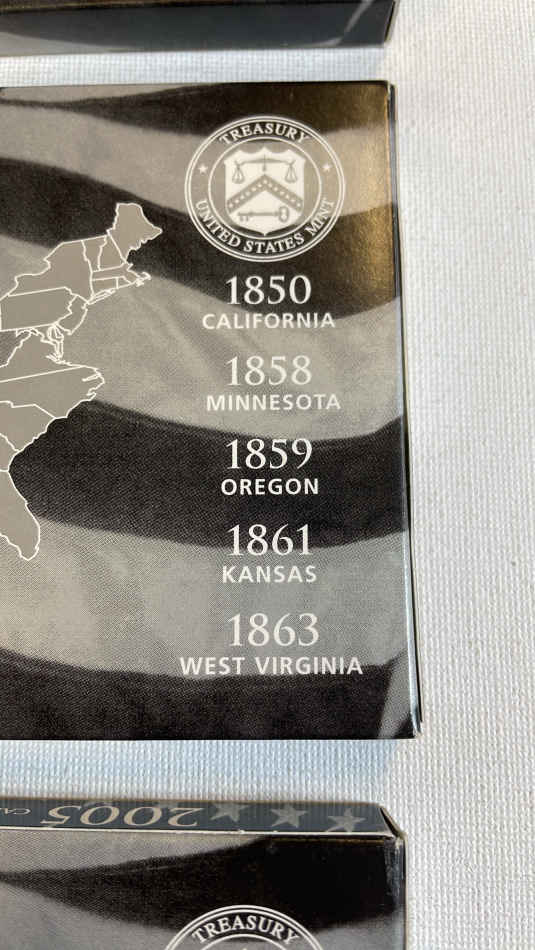 TREASURY
UNITED STATES MINT
1850
CALIFORNIA
1858
MINNESOTA
1859
OREGON
1861
KANSAS
1863
WEST VIRGINIA
2005
TREASURY